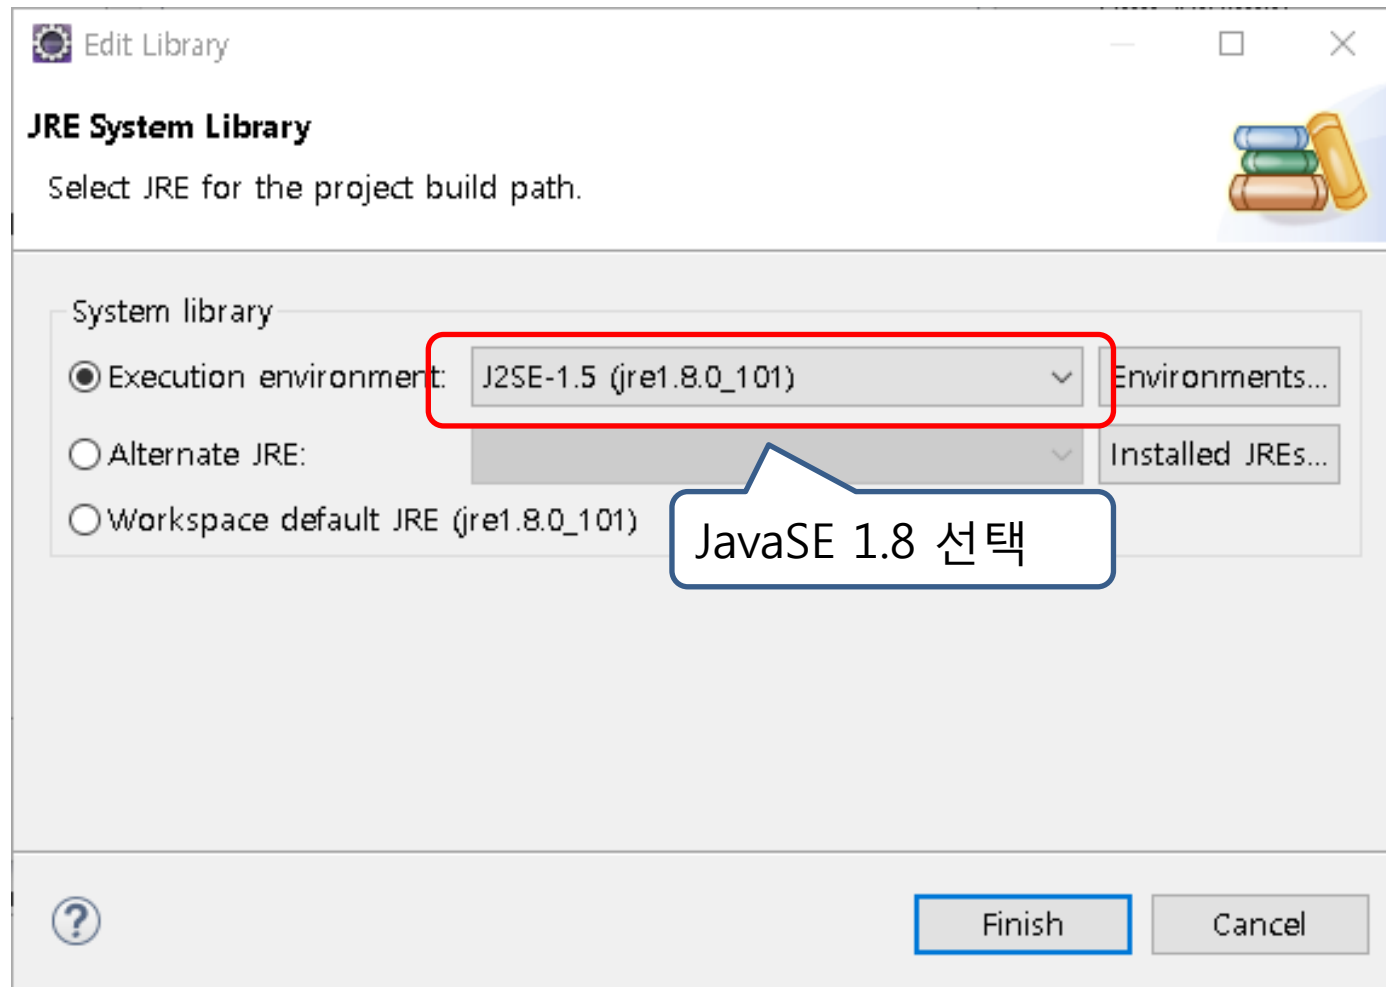 Edit Library
JRE System Library
Select JRE for the project build path.
System library
Execution environment: J2SE-1.5 (jre1.8.0_101) Environments...
Alternate JRE: Installed JREs...
Workspace default JRE (jre1.8.0_101)
JavaSE 1.8 선택
Finish Cancel